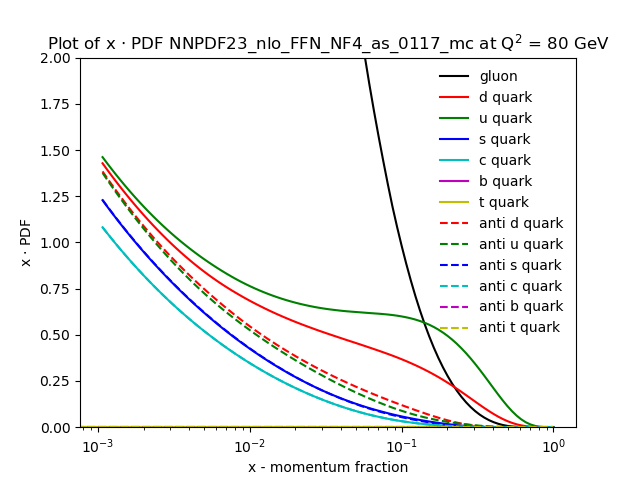 Plot of x · PDF NNPDF23_nlo_FFN_NF4_as_0117_mc at Q² = 80 GeV
x · PDF
2.00
1.75
1.50
1.25
1.00
0.75
0.50
0.25
0.00
gluon
d quark
u quark
s quark
c quark
b quark
t quark
anti d quark
anti u quark
anti s quark
anti c quark
anti b quark
anti t quark
10⁻³ 10⁻² 10⁻¹ 10⁰
x - momentum fraction